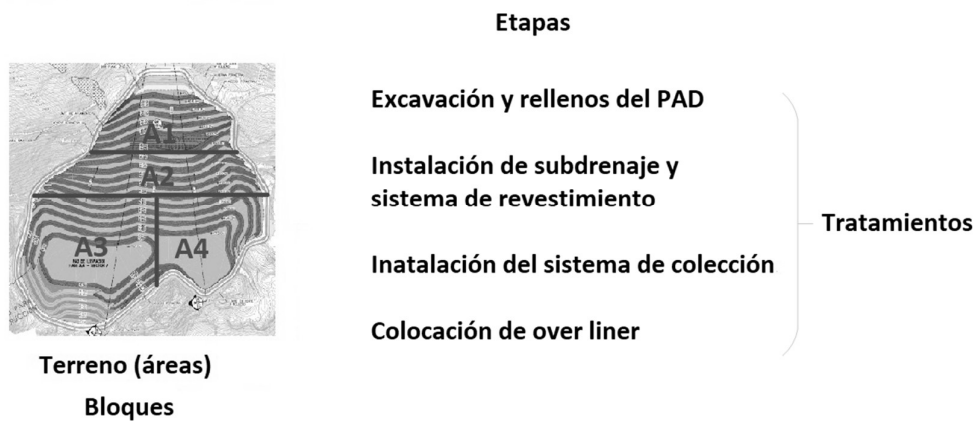 Etapas
Excavación y rellenos del PAD
A1
A2
Instalación de subdrenaje y
sistema de revestimiento
Tratamientos
A3
A4
Inatalación del sistema de colección
Colocación de over liner
Terreno (áreas)
Bloques